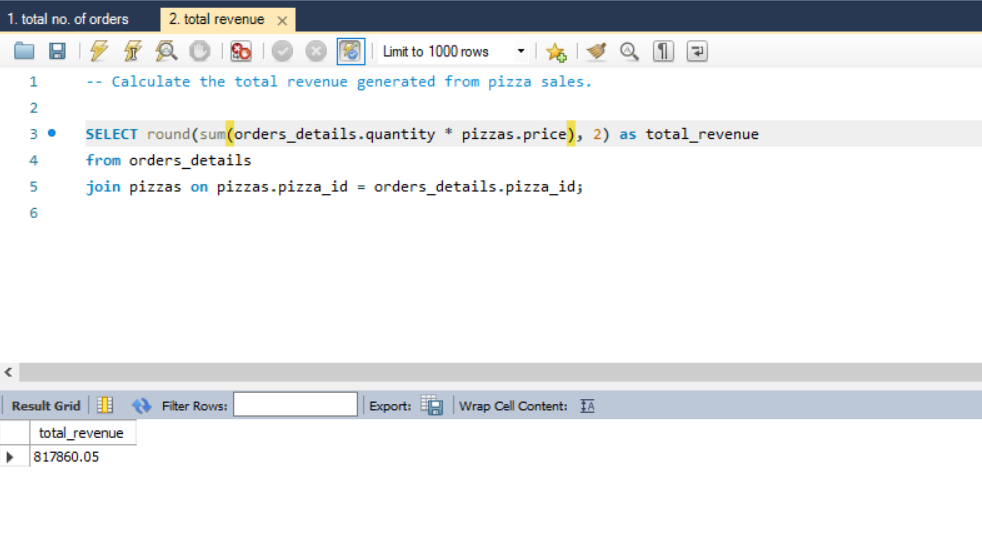 1. total no. of orders 2. total revenue
Limit to 1000 rows
1 -- Calculate the total revenue generated from pizza sales.
2
3 SELECT round(sum(orders_details.quantity * pizzas.price), 2) as total_revenue
4 from orders_details
5 join pizzas on pizzas.pizza_id = orders_details.pizza_id;
6
Result Grid Filter Rows: Export: Wrap Cell Content: IA
total_revenue
817860.05